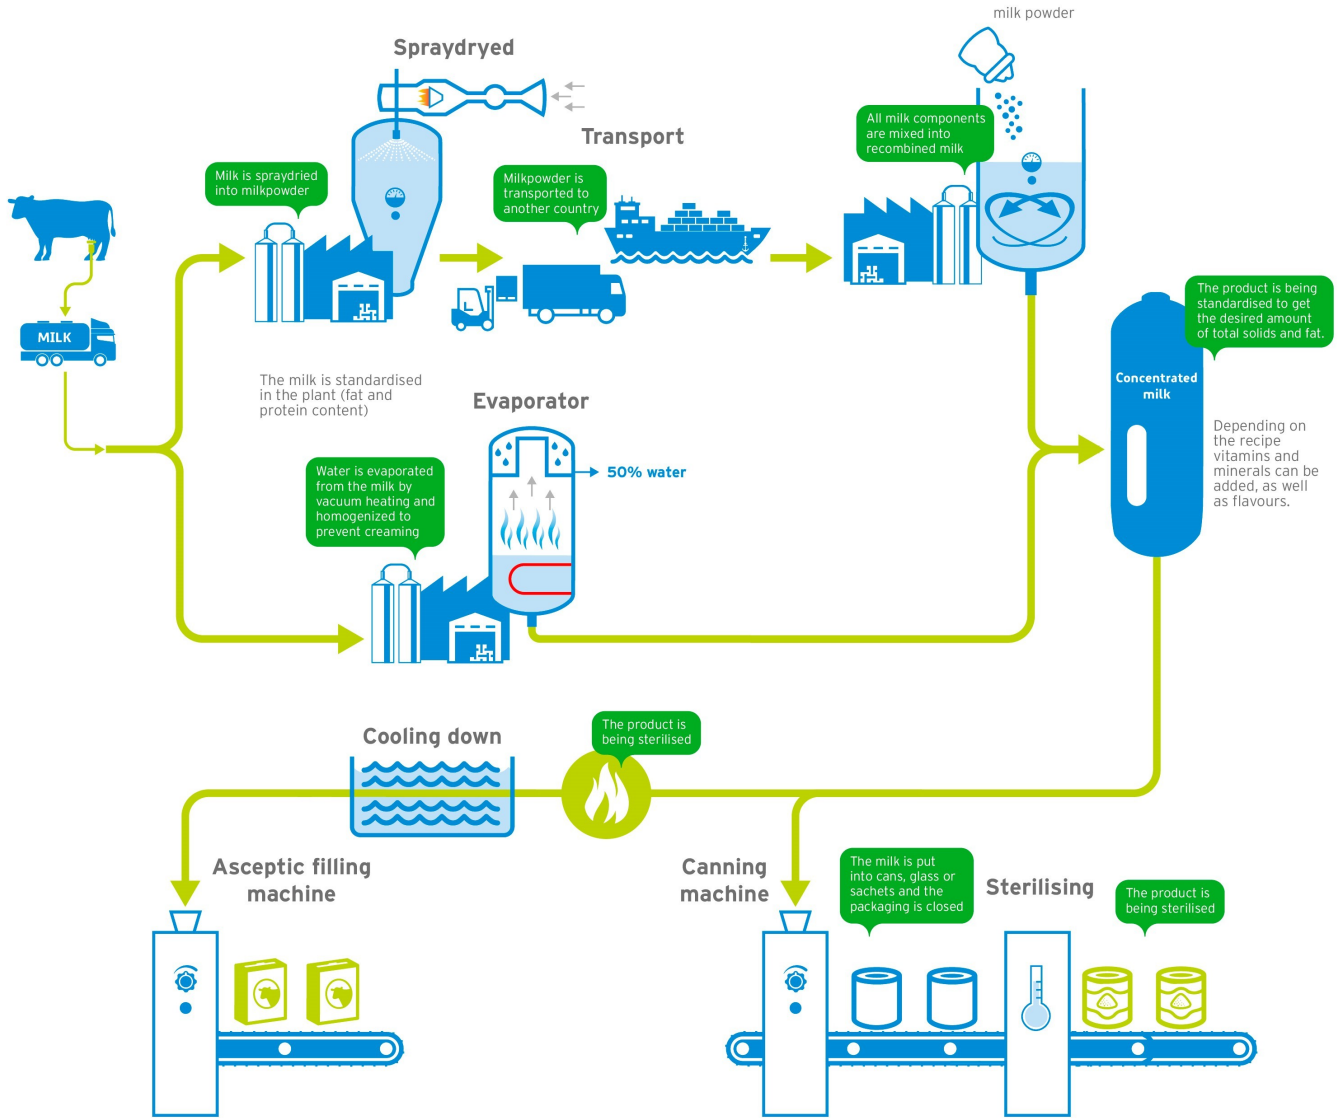 milk powder
Spraydryed
Transport
All milk components
are mixed into
recombined milk
Milk is spraydried
into milkpowder
Milkpowder is
transported to
another country
MILK
The product is being
standardised to get
the desired amount
of total solids and fat.
Concentrated
milk
The milk is standardised
in the plant (fat and
protein content)
Evaporator
Depending on
the recipe
vitamins and
minerals can be
added, as well
as flavours.
Water is evaporated
from the milk by
vacuum heating and
homogenized to
prevent creaming
50% water
Cooling down
The product is
being sterilised
Asceptic filling
machine
Canning
machine
The milk is put
into cans, glass or
sachets and the
packaging is closed
Sterilising
The product is
being sterilised